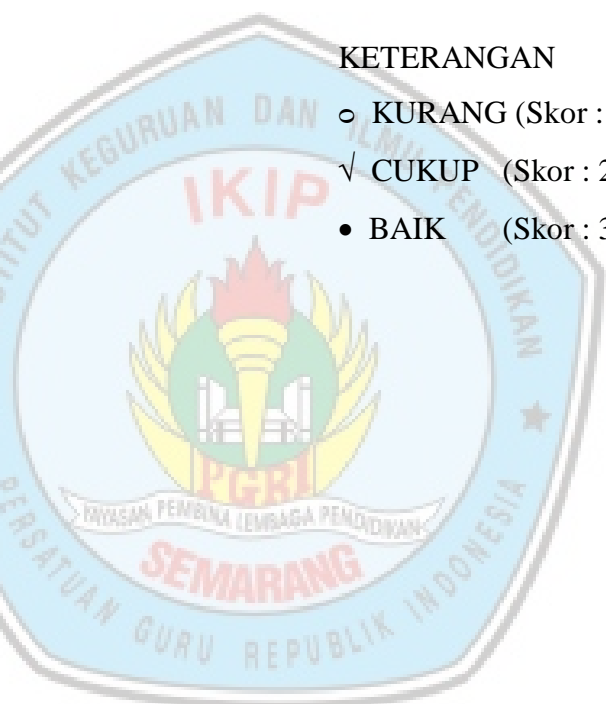 KETERANGAN
○ KURANG (Skor :
√ CUKUP (Skor : 2
• BAIK (Skor : 3
INSTITUT KEGURUAN DAN ILMU PENDIDIKAN
IKIP
PGRI
YAYASAN PEMBINA LEMBAGA PENDIDIKAN
SEMARANG
PERSATUAN GURU REPUBLIK INDONESIA